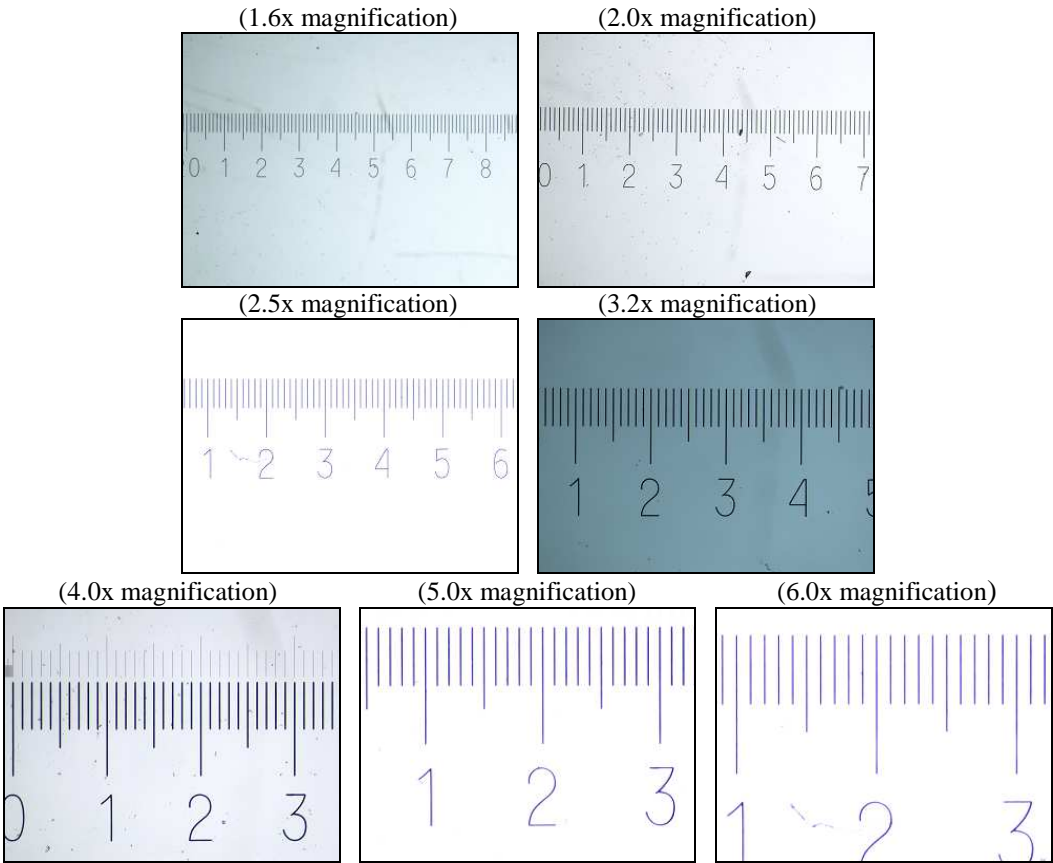 (1.6x magnification)
(2.0x magnification)
0 1 2 3 4 5 6 7 8
0 1 2 3 4 5 6 7
(2.5x magnification)
(3.2x magnification)
1 2 3 4 5 6
1 2 3 4 5
(4.0x magnification)
(5.0x magnification)
(6.0x magnification)
0 1 2 3
1 2 3
1 2 3